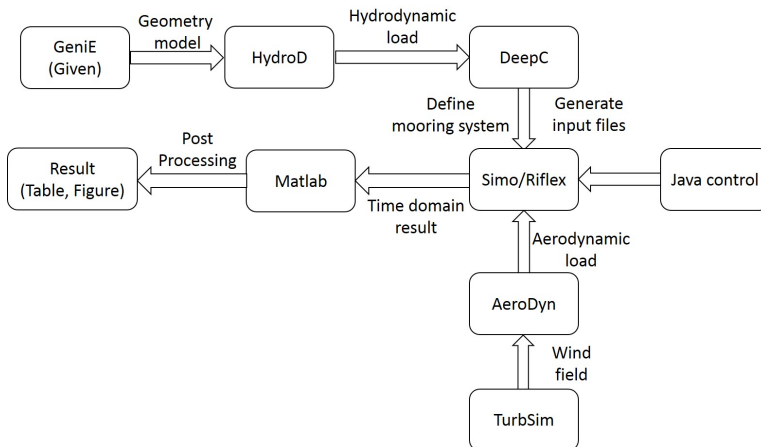 GeniE
(Given)
Geometry
model
HydroD
Hydrodynamic
load
DeepC
Define
mooring system
Generate
input files
Result
(Table, Figure)
Post
Processing
Matlab
Time domain
result
Simo/Riflex
Java control
Aerodynamic
load
AeroDyn
Wind
field
TurbSim